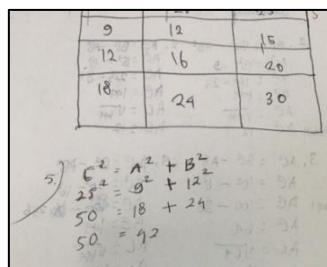 9 12 15
12 16 20
18 24 30
5. C² = A² + B²
25² = 9² + 12²
50 = 18 + 24
50 = 42